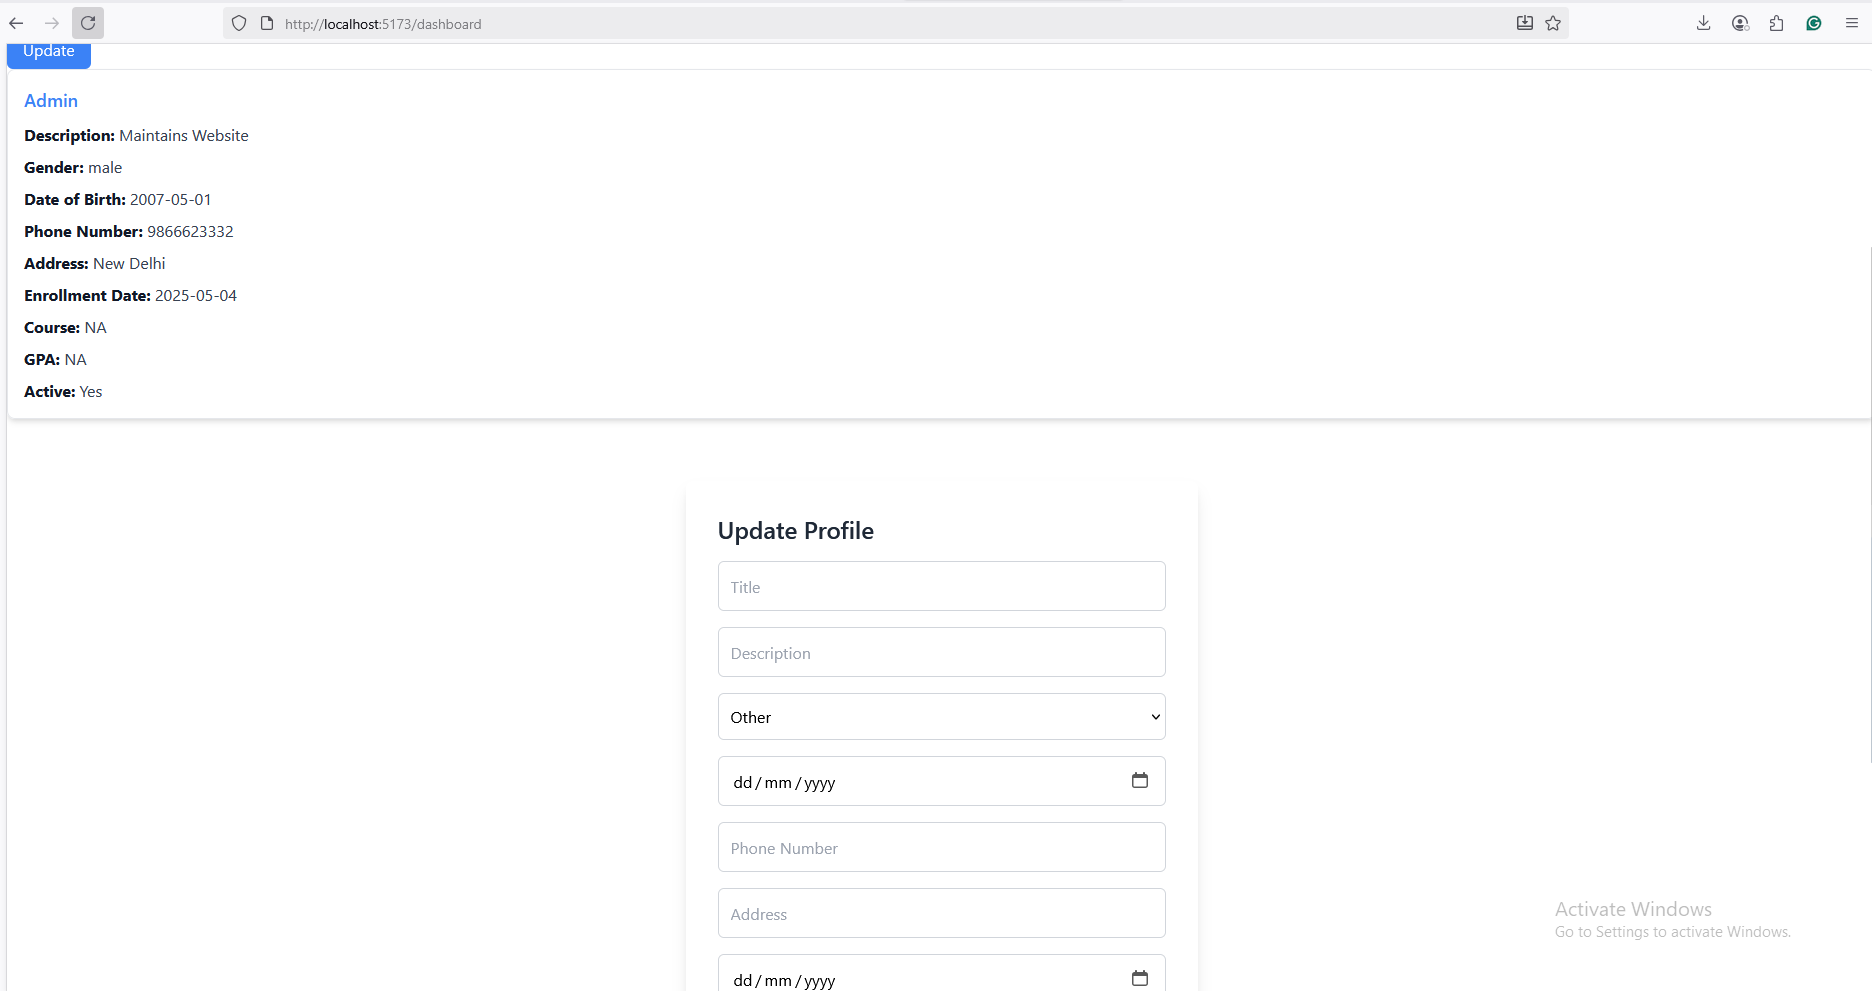 http://localhost:5173/dashboard
Update
Admin
Description: Maintains Website
Gender: male
Date of Birth: 2007-05-01
Phone Number: 9866623332
Address: New Delhi
Enrollment Date: 2025-05-04
Course: NA
GPA: NA
Active: Yes
Update Profile
Title
Description
Other
dd/mm/yyyy
Phone Number
Address
dd/mm/yyyy
Activate Windows
Go to Settings to activate Windows.